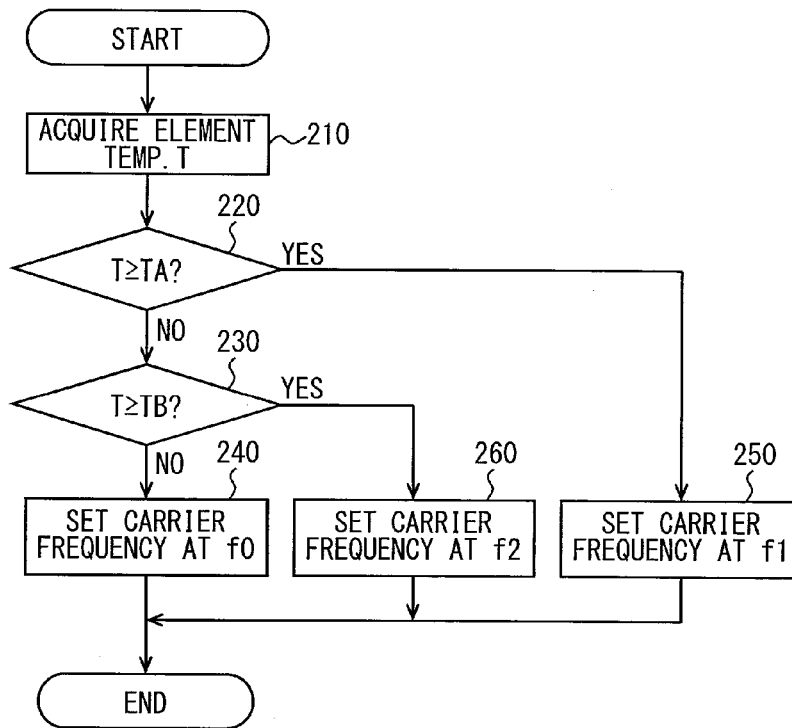 START
ACQUIRE ELEMENT
TEMP. T
210
220
T≥TA?
YES
NO
230
T≥TB?
YES
NO
240
260
250
SET CARRIER
FREQUENCY AT f0
SET CARRIER
FREQUENCY AT f2
SET CARRIER
FREQUENCY AT f1
END